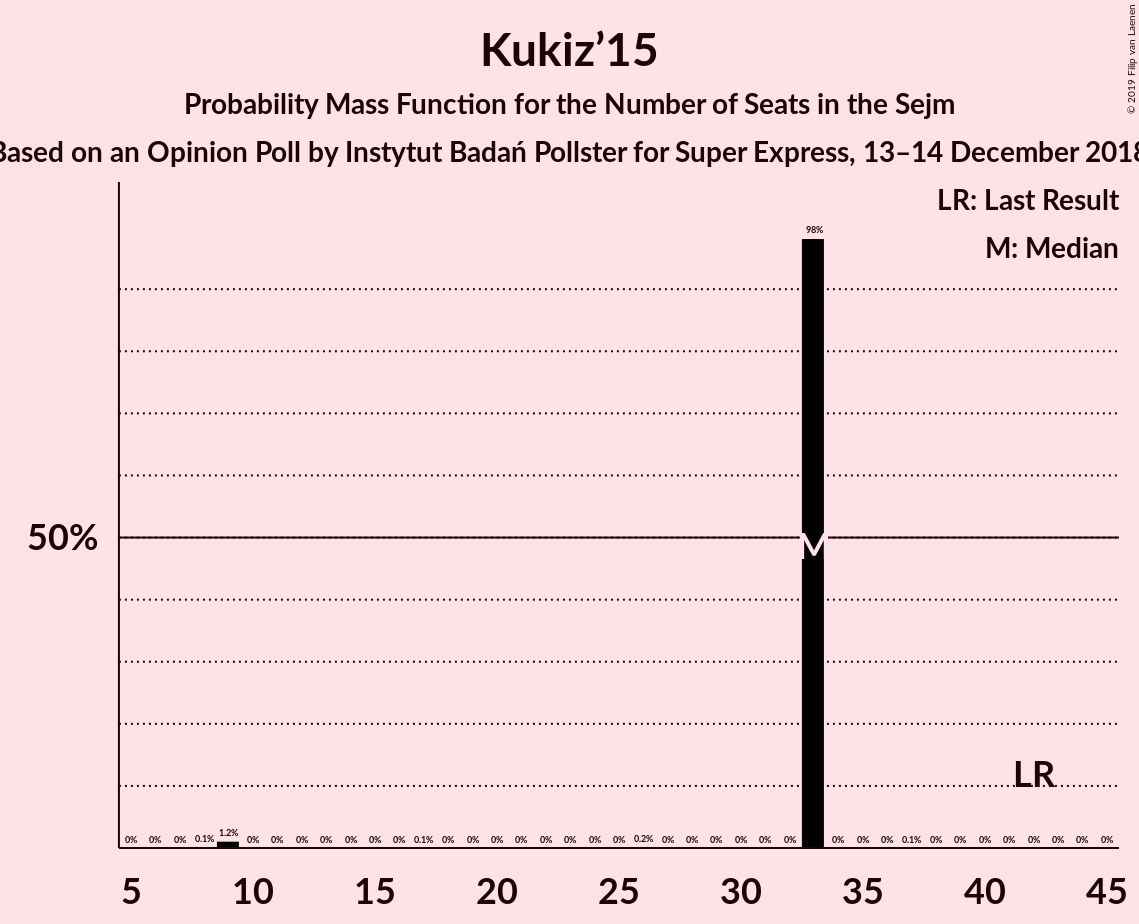 Kukiz’15
Probability Mass Function for the Number of Seats in the Sejm
Based on an Opinion Poll by Instytut Badań Pollster for Super Express, 13–14 December 2018
© 2019 Filip van Laenen
LR: Last Result
M: Median
98%
50%
M
LR
0% 0% 0% 0.1% 1.2% 0% 0% 0% 0% 0% 0% 0% 0.1% 0% 0% 0% 0% 0% 0% 0% 0% 0.2% 0% 0% 0% 0% 0% 0% 0% 0% 0% 0.1% 0% 0% 0% 0% 0% 0% 0% 0%
5 10 15 20 25 30 35 40 45